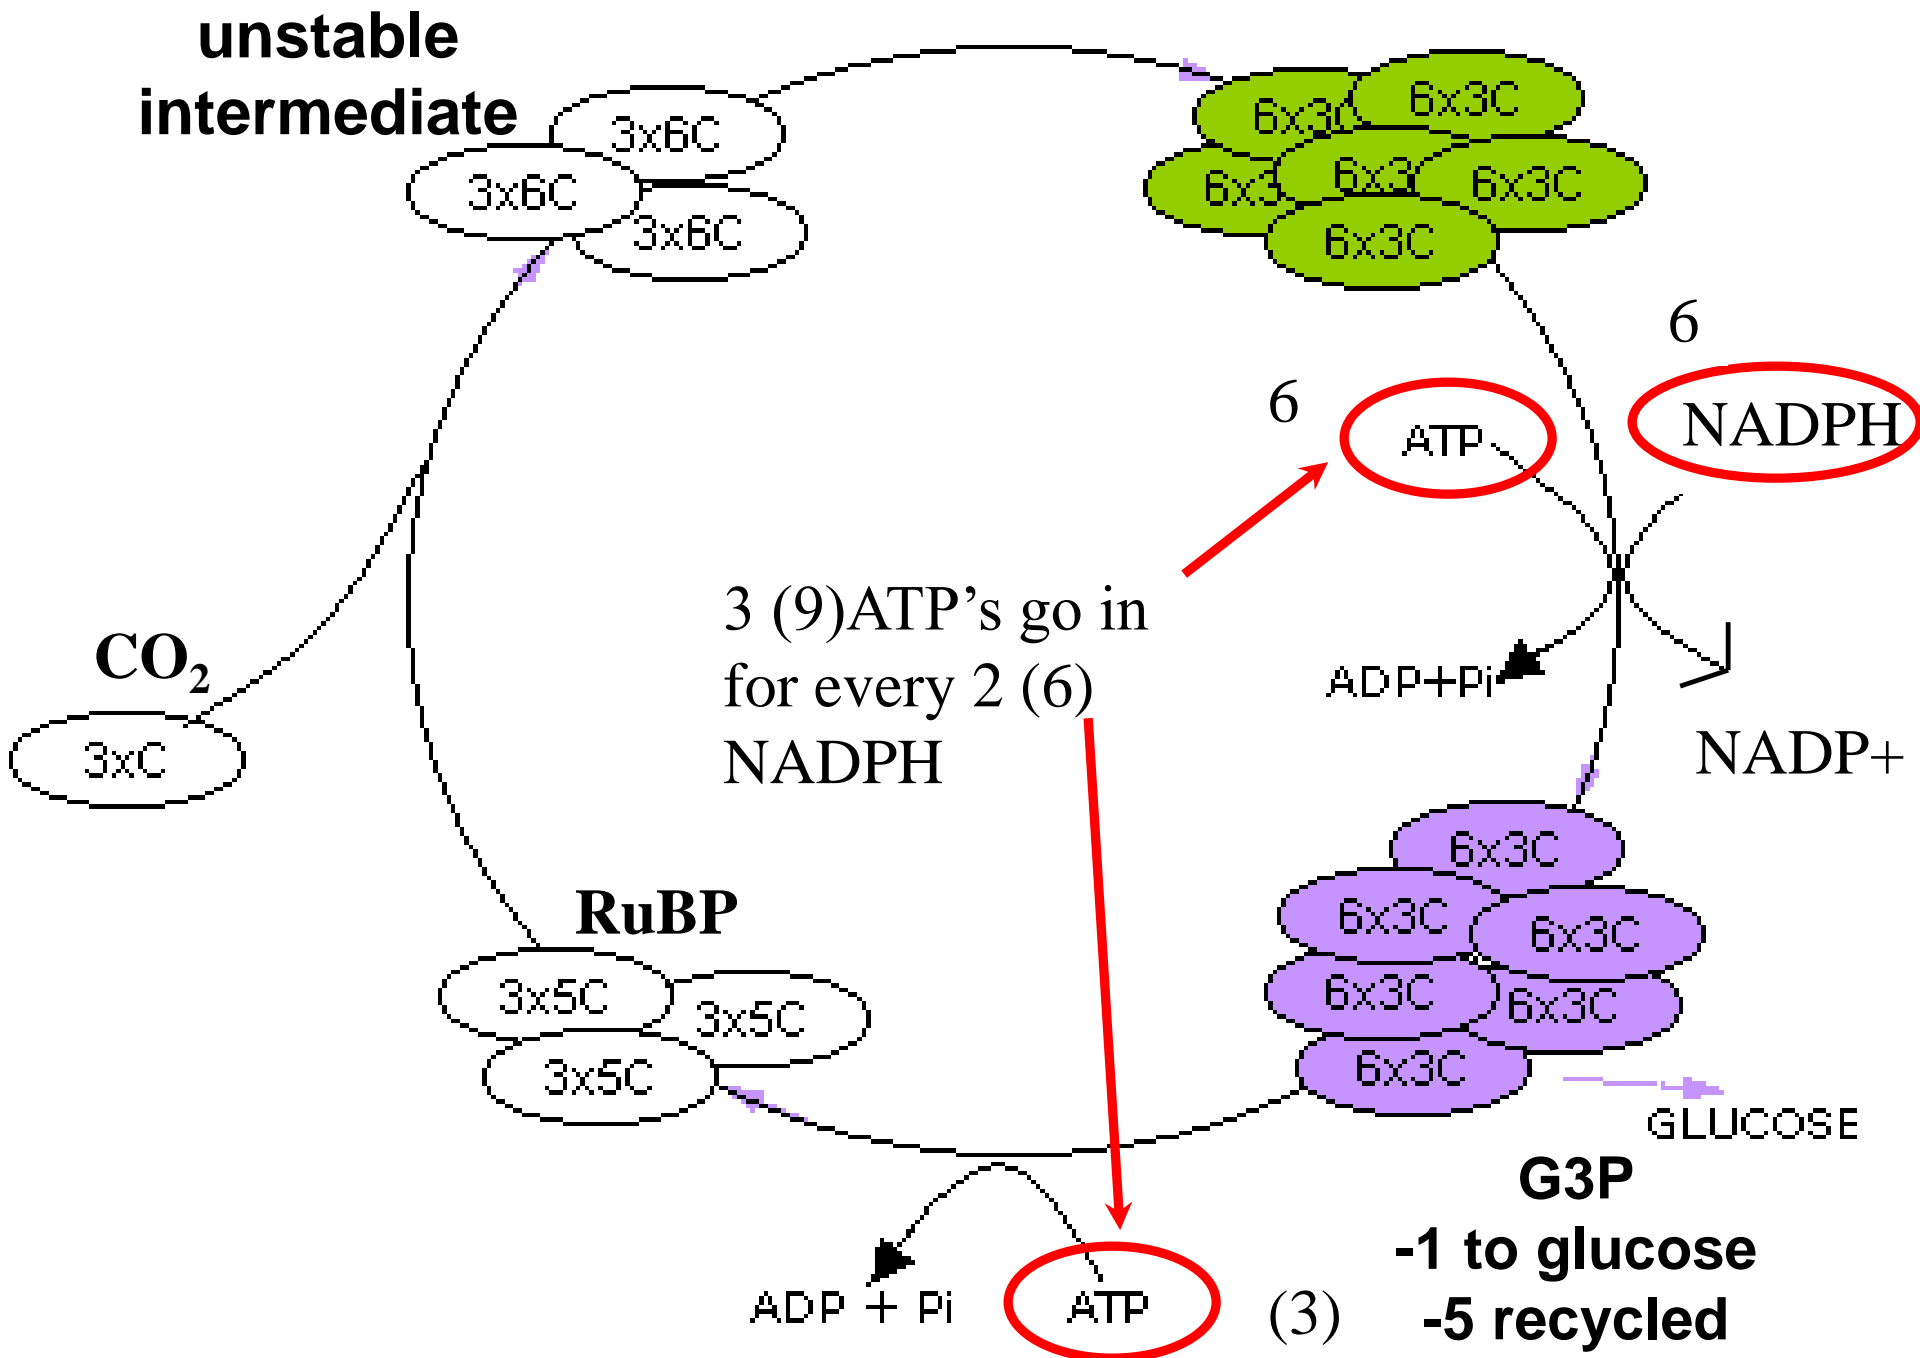 unstable
intermediate
3x6C
3x6C
3x6C
6x3C
6x3C
6x3
6x3
6x3C
6x3C
6
6
ATP
NADPH
3 (9)ATP’s go in
for every 2 (6)
NADPH
CO₂
3xC
ADP+Pi
NADP+
RuBP
3x5C
3x5C
3x5C
6x3C
6x3C
6x3C
6x3C
6x3C
6x3C
GLUCOSE
G3P
-1 to glucose
-5 recycled
ADP + Pi
ATP
(3)